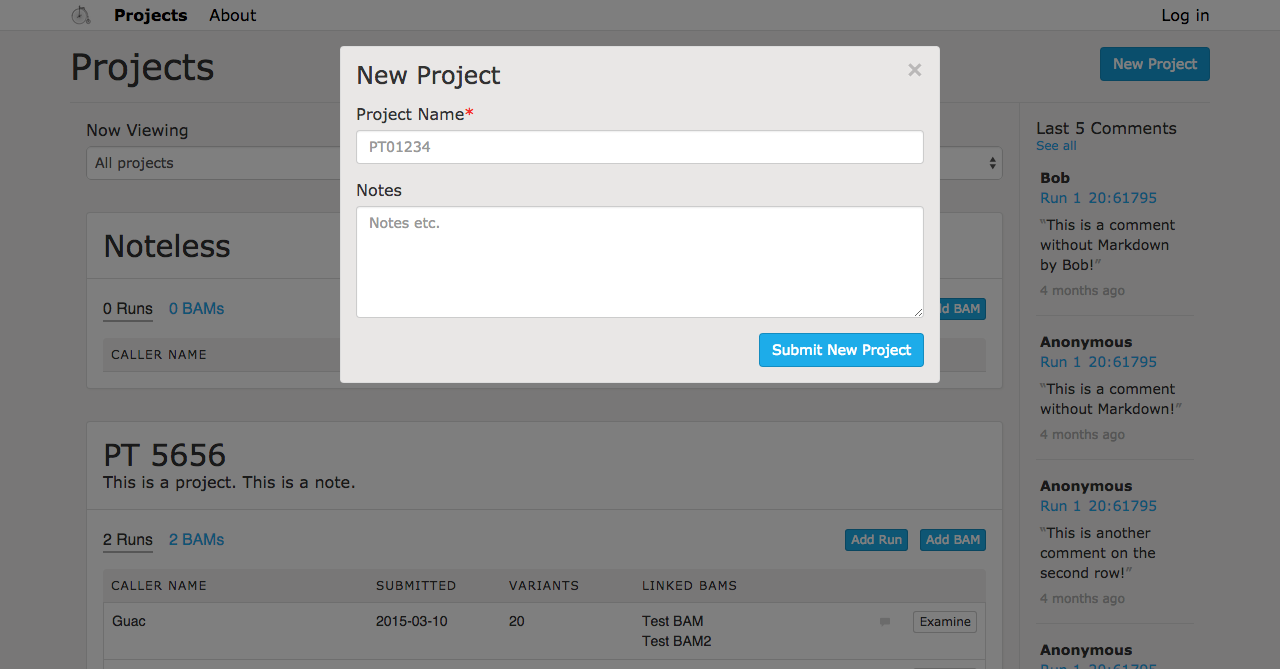 Projects About Log in
Projects
New Project
New Project ×
Project Name*
PT01234
Notes
Notes etc.
Submit New Project
Now Viewing
All projects
Noteless
0 Runs 0 BAMs
BAM
CALLER NAME
PT 5656
This is a project. This is a note.
2 Runs 2 BAMs Add Run Add BAM
CALLER NAME SUBMITTED VARIANTS LINKED BAMS
Guac 2015-03-10 20 Test BAM Examine
Test BAM2
Last 5 Comments
See all
Bob
Run 1 20:61795
“This is a comment
without Markdown
by Bob!”
4 months ago
Anonymous
Run 1 20:61795
“This is a comment
without Markdown!”
4 months ago
Anonymous
Run 1 20:61795
“This is another
comment on the
second row!”
4 months ago
Anonymous
Run 1 20:61795